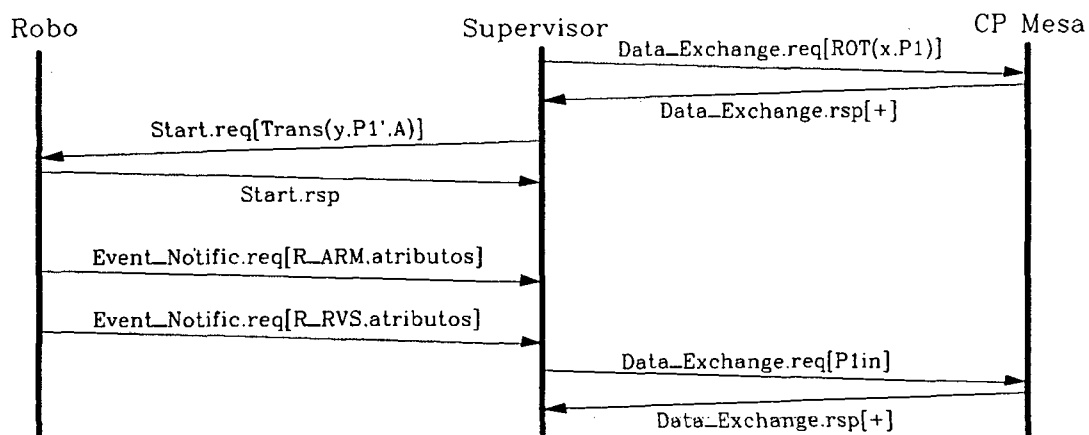 Robo
Supervisor
CP Mesa
Data_Exchange.req[ROT(x.P1)]
Data_Exchange.rsp[+]
Start.req[Trans(y.P1'.A)]
Start.rsp
Event_Notific.req[R_ARM.atributos]
Event_Notific.req[R_RVS.atributos]
Data_Exchange.req[P1in]
Data_Exchange.rsp[+]